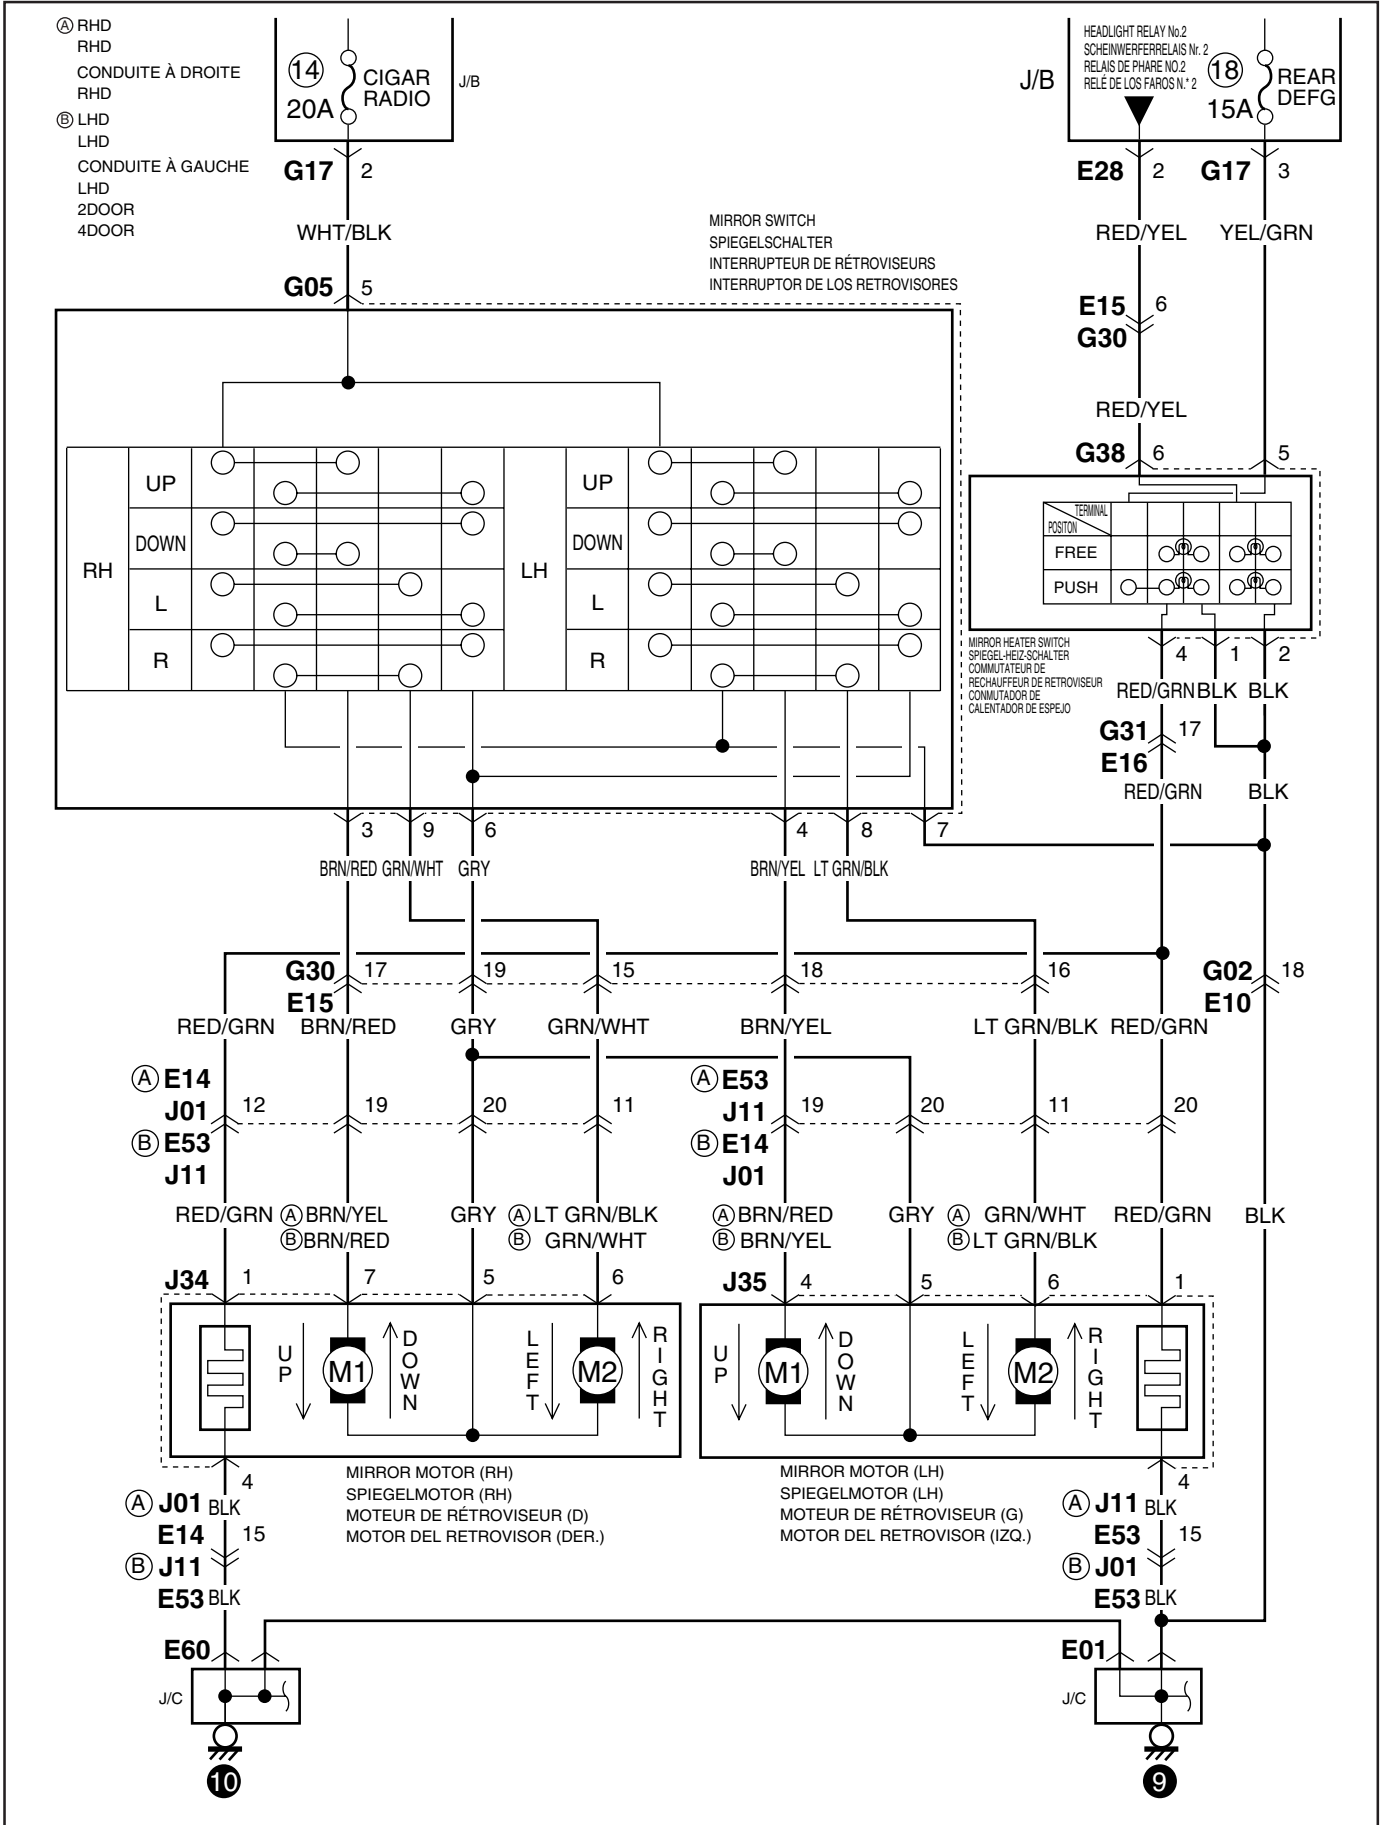 Ⓐ RHD
RHD
CONDUITE À DROITE
RHD
Ⓑ LHD
LHD
CONDUITE À GAUCHE
LHD
2DOOR
4DOOR
14
20A
CIGAR
RADIO
J/B
G17 2
WHT/BLK
G05 5
MIRROR SWITCH
SPIEGELSCHALTER
INTERRUPTEUR DE RÉTROVISEURS
INTERRUPTOR DE LOS RETROVISORES
HEADLIGHT RELAY No.2
SCHEINWERFERRELAIS Nr. 2
RELAIS DE PHARE NO.2
RELÉ DE LOS FAROS N.* 2
J/B
18
15A
REAR
DEFG
E28 2 G17 3
RED/YEL YEL/GRN
E15 6
G30
RED/YEL
G38 6 5
TERMINAL
POSITON
FREE
PUSH
RH
UP
DOWN
L
R
LH
UP
DOWN
L
R
MIRROR HEATER SWITCH
SPIEGEL-HEIZ-SCHALTER
COMMUTATEUR DE
RECHAUFFEUR DE RETROVISEUR
CONMUTADOR DE
CALENTADOR DE ESPEJO
4 1 2
RED/GRN BLK BLK
G31 17
E16
RED/GRN BLK
3 9 6 4 8 7
BRN/RED GRN/WHT GRY BRN/YEL LT GRN/BLK
G30 17 19 15 18 16 G02 18
E15 E10
RED/GRN BRN/RED GRY GRN/WHT BRN/YEL LT GRN/BLK RED/GRN
Ⓐ E14 Ⓐ E53
J01 12 19 20 11 J11 19 20 11 20
Ⓑ E53 Ⓑ E14
J11 J01
RED/GRN Ⓐ BRN/YEL GRY Ⓐ LT GRN/BLK Ⓐ BRN/RED GRY Ⓐ GRN/WHT RED/GRN BLK
Ⓑ BRN/RED Ⓑ GRN/WHT Ⓑ BRN/YEL Ⓑ LT GRN/BLK
J34 1 7 5 6 J35 4 5 6 1
UP M1 DOWN LEFT M2 RIGHT UP M1 DOWN LEFT M2 RIGHT
4
MIRROR MOTOR (RH)
SPIEGELMOTOR (RH)
MOTEUR DE RÉTROVISEUR (D)
MOTOR DEL RETROVISOR (DER.)
MIRROR MOTOR (LH)
SPIEGELMOTOR (LH)
MOTEUR DE RÉTROVISEUR (G)
MOTOR DEL RETROVISOR (IZQ.)
4
Ⓐ J01 BLK
E14 15
Ⓑ J11
E53 BLK
Ⓐ J11 BLK
E53 15
Ⓑ J01
E53 BLK
E60
J/C
10
E01
J/C
9